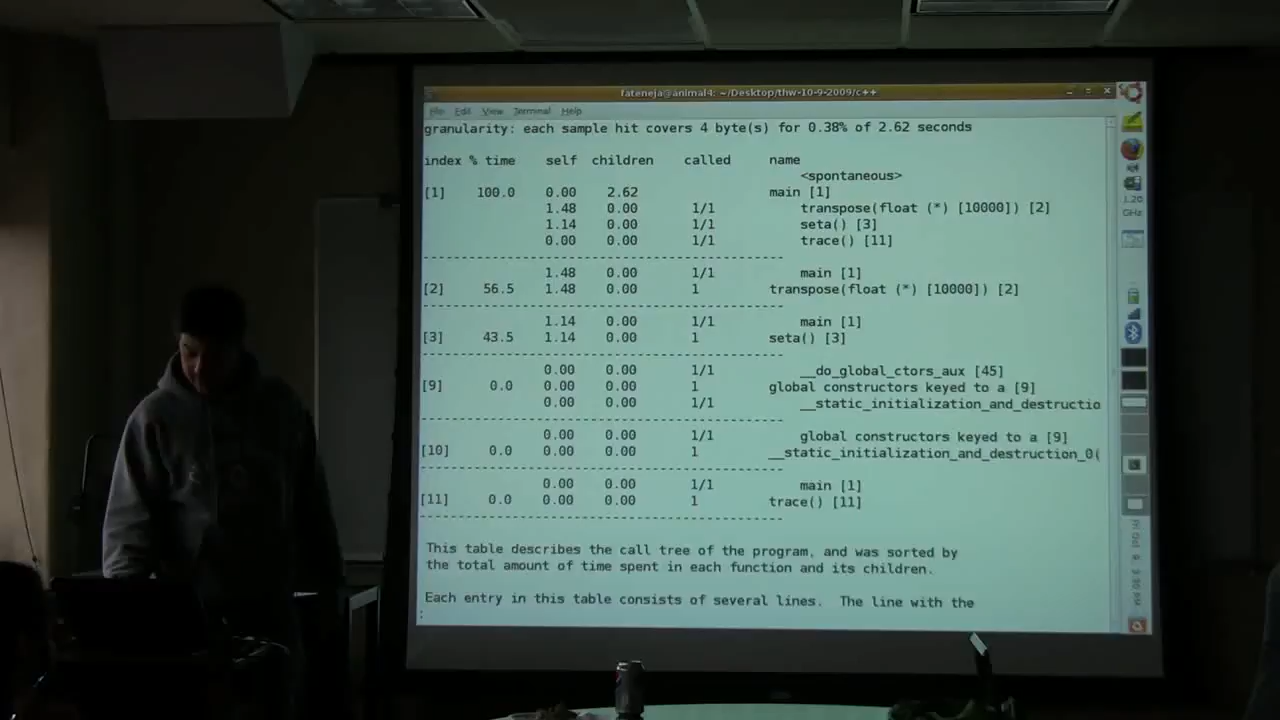 fateneja@animal4: ~/Desktop/thw-10-9-2009/c++
File Edit View Terminal Help
granularity: each sample hit covers 4 byte(s) for 0.38% of 2.62 seconds
index % time self children called name
<spontaneous>
[1] 100.0 0.00 2.62 main [1]
1.48 0.00 1/1 transpose(float (*) [10000]) [2]
1.14 0.00 1/1 seta() [3]
0.00 0.00 1/1 trace() [11]
-----------------------------------------------
1.48 0.00 1/1 main [1]
[2] 56.5 1.48 0.00 1 transpose(float (*) [10000]) [2]
-----------------------------------------------
1.14 0.00 1/1 main [1]
[3] 43.5 1.14 0.00 1 seta() [3]
-----------------------------------------------
0.00 0.00 1/1 __do_global_ctors_aux [45]
[9] 0.0 0.00 0.00 1 global constructors keyed to a [9]
0.00 0.00 1/1 __static_initialization_and_destructio
-----------------------------------------------
0.00 0.00 1/1 global constructors keyed to a [9]
[10] 0.0 0.00 0.00 1 __static_initialization_and_destruction_0(
-----------------------------------------------
0.00 0.00 1/1 main [1]
[11] 0.0 0.00 0.00 1 trace() [11]
-----------------------------------------------
This table describes the call tree of the program, and was sorted by
the total amount of time spent in each function and its children.
Each entry in this table consists of several lines. The line with the
:
1.20
GHz
Fri Oct 9, 3:30 PM